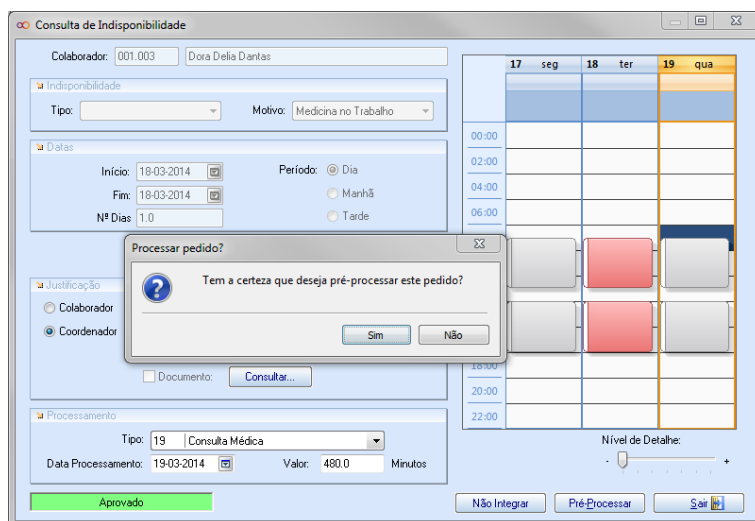 Consulta de Indisponibilidade
Colaborador: 001.003 Dora Delia Dantas
Indisponibilidade
Tipo: Motivo: Medicina no Trabalho
Datas
Início: 18-03-2014 Período: Dia
Fim: 18-03-2014 Manhã
Nº Dias 1.0 Tarde
Processar pedido?
Tem a certeza que deseja pré-processar este pedido?
Sim Não
Justificação
Colaborador
Coordenador
Documento: Consultar...
Processamento
Tipo: 19 Consulta Médica
Data Processamento: 19-03-2014 Valor: 480.0 Minutos
Aprovado
17 seg 18 ter 19 qua
00:00
02:00
04:00
06:00
18:00
20:00
22:00
Nível de Detalhe:
- +
Não Integrar Pré-Processar Sair